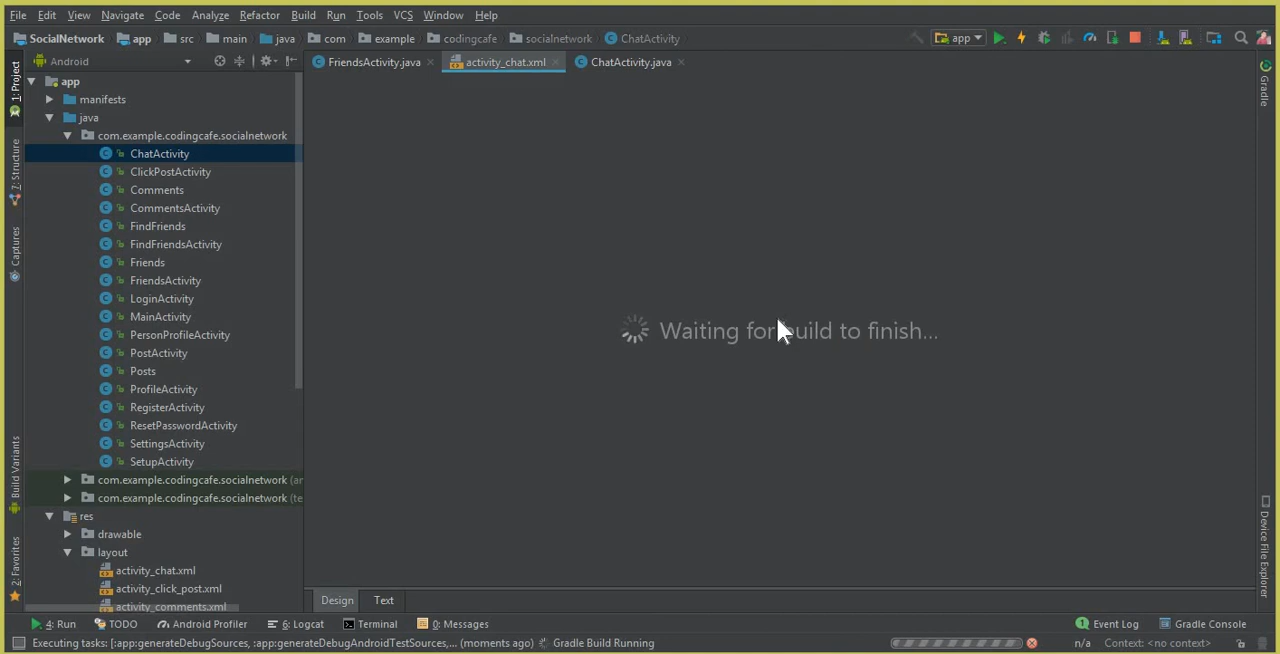 File Edit View Navigate Code Analyze Refactor Build Run Tools VCS Window Help
SocialNetwork app src main java com example codingcafe socialnetwork ChatActivity app
1: Project
Android
FriendsActivity.java activity_chat.xml ChatActivity.java
Gradle
app
manifests
java
com.example.codingcafe.socialnetwork
ChatActivity
ClickPostActivity
Comments
CommentsActivity
FindFriends
FindFriendsActivity
Friends
FriendsActivity
LoginActivity
MainActivity
PersonProfileActivity
PostActivity
Posts
ProfileActivity
RegisterActivity
ResetPasswordActivity
SettingsActivity
SetupActivity
com.example.codingcafe.socialnetwork (an
com.example.codingcafe.socialnetwork (te
res
drawable
layout
activity_chat.xml
activity_click_post.xml
activity_comments.xml
7: Structure
Captures
Build Variants
2: Favorites
Waiting for build to finish...
Device File Explorer
Design Text
4: Run TODO Android Profiler 6: Logcat Terminal 0: Messages 1 Event Log Gradle Console
Executing tasks: [:app:generateDebugSources, :app:generateDebugAndroidTestSources,... (moments ago) Gradle Build Running n/a Context: <no context>